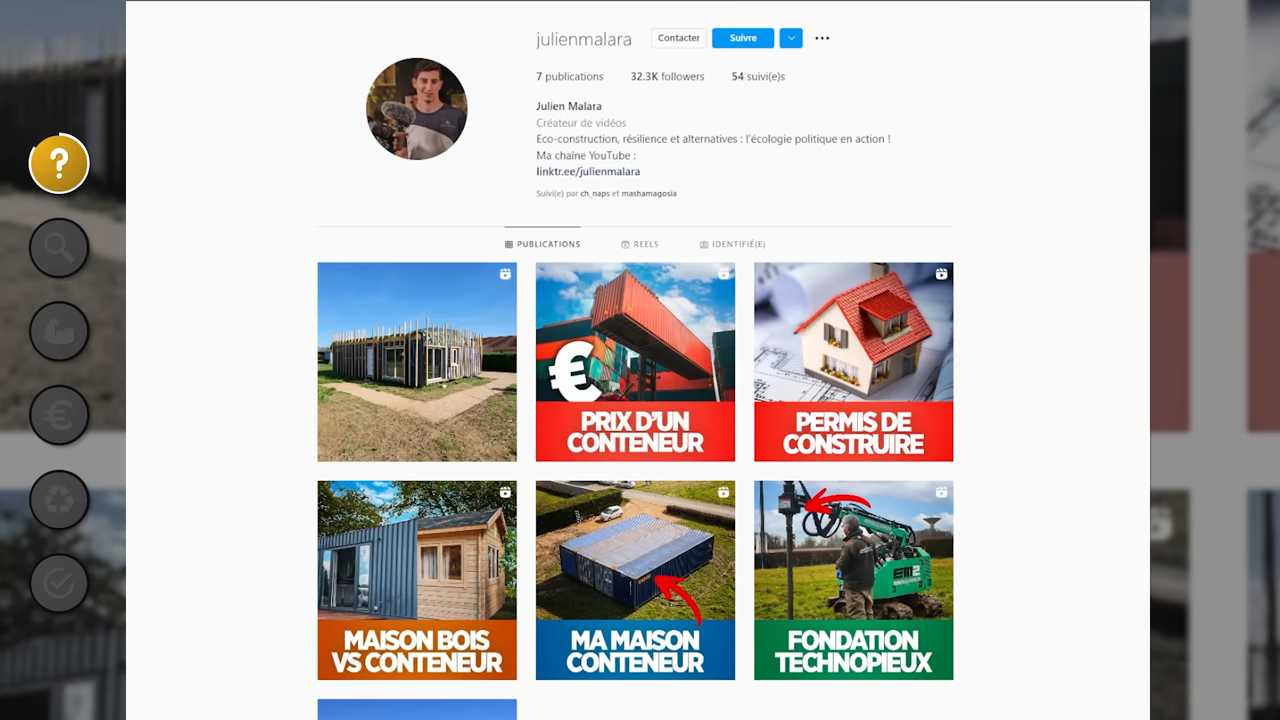 julienmalara Contacter Suivre
7 publications 32.3K followers 54 suivi(e)s
Julien Malara
Créateur de vidéos
Eco-construction, résilience et alternatives : l'écologie politique en action !
Ma chaîne YouTube :
linktr.ee/julienmalara
Suivi(e) par ch_naps et mashamagosia
PUBLICATIONS REELS IDENTIFIÉ(E)
?
€
€
PRIX D'UN
CONTENEUR
PERMIS DE
CONSTRUIRE
MAISON BOIS
VS CONTENEUR
MA MAISON
CONTENEUR
EM2
FONDATION
TECHNOPIEUX